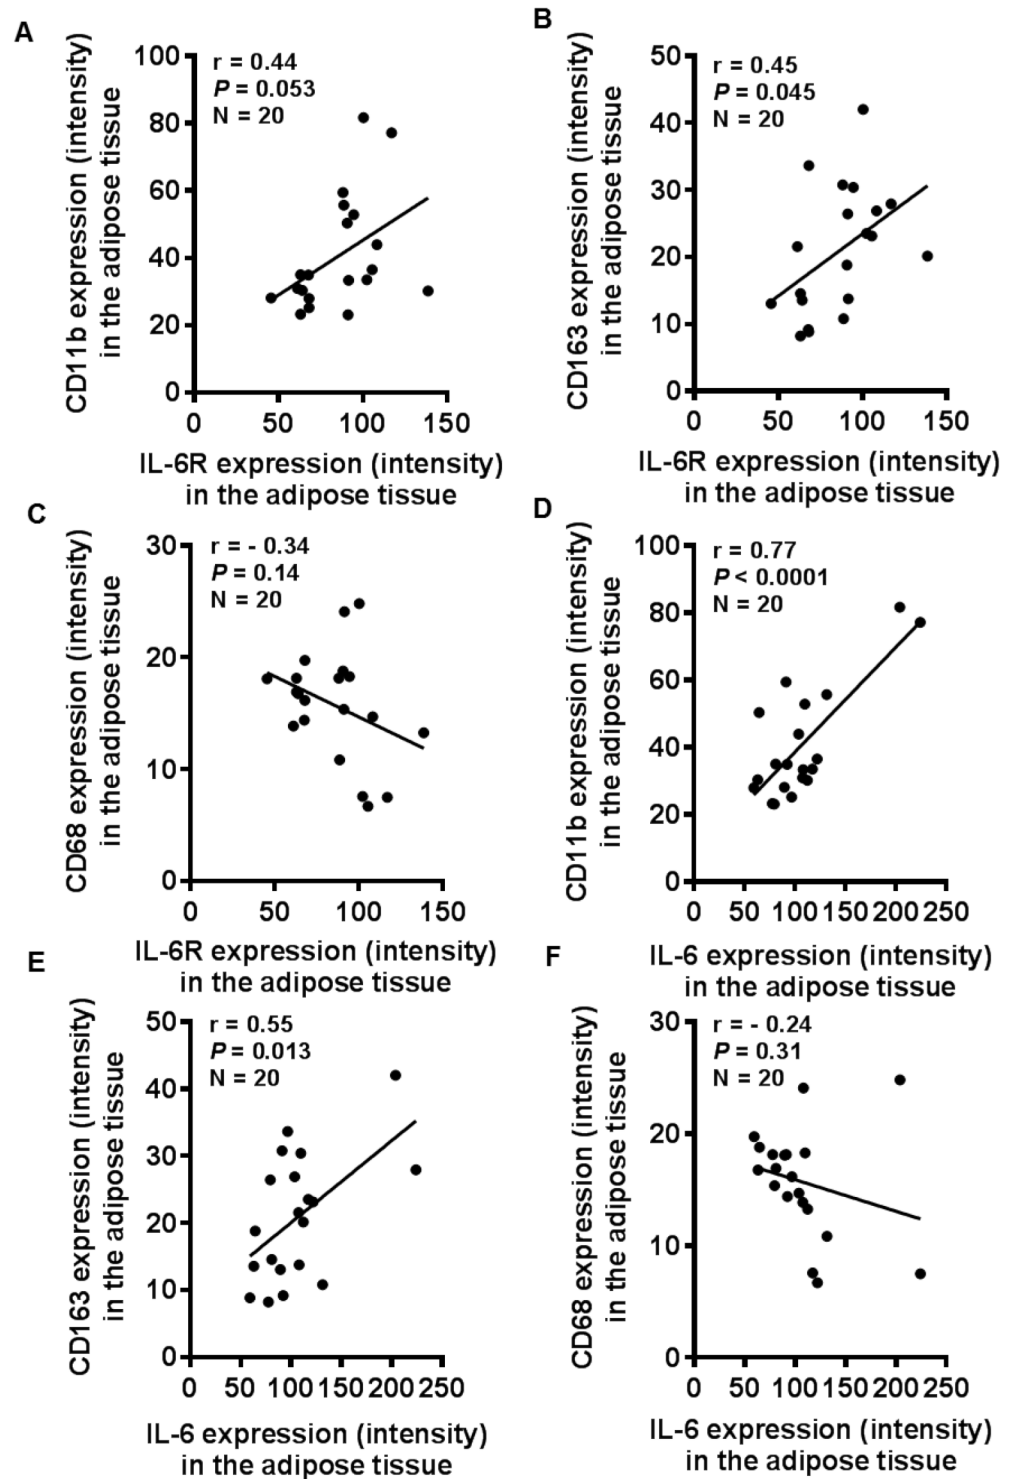 A
CD11b expression (intensity)
in the adipose tissue
100
80
60
40
20
0
r = 0.44
P = 0.053
N = 20
0 50 100 150
IL-6R expression (intensity)
in the adipose tissue
B
CD163 expression (intensity)
in the adipose tissue
50
40
30
20
10
0
r = 0.45
P = 0.045
N = 20
0 50 100 150
IL-6R expression (intensity)
in the adipose tissue
C
CD68 expression (intensity)
in the adipose tissue
30
20
10
0
r = - 0.34
P = 0.14
N = 20
0 50 100 150
IL-6R expression (intensity)
in the adipose tissue
D
CD11b expression (intensity)
in the adipose tissue
100
80
60
40
20
0
r = 0.77
P < 0.0001
N = 20
0 50 100 150 200 250
IL-6 expression (intensity)
in the adipose tissue
E
CD163 expression (intensity)
in the adipose tissue
50
40
30
20
10
0
r = 0.55
P = 0.013
N = 20
0 50 100 150 200 250
IL-6 expression (intensity)
in the adipose tissue
F
CD68 expression (intensity)
in the adipose tissue
30
20
10
0
r = - 0.24
P = 0.31
N = 20
0 50 100 150 200 250
IL-6 expression (intensity)
in the adipose tissue